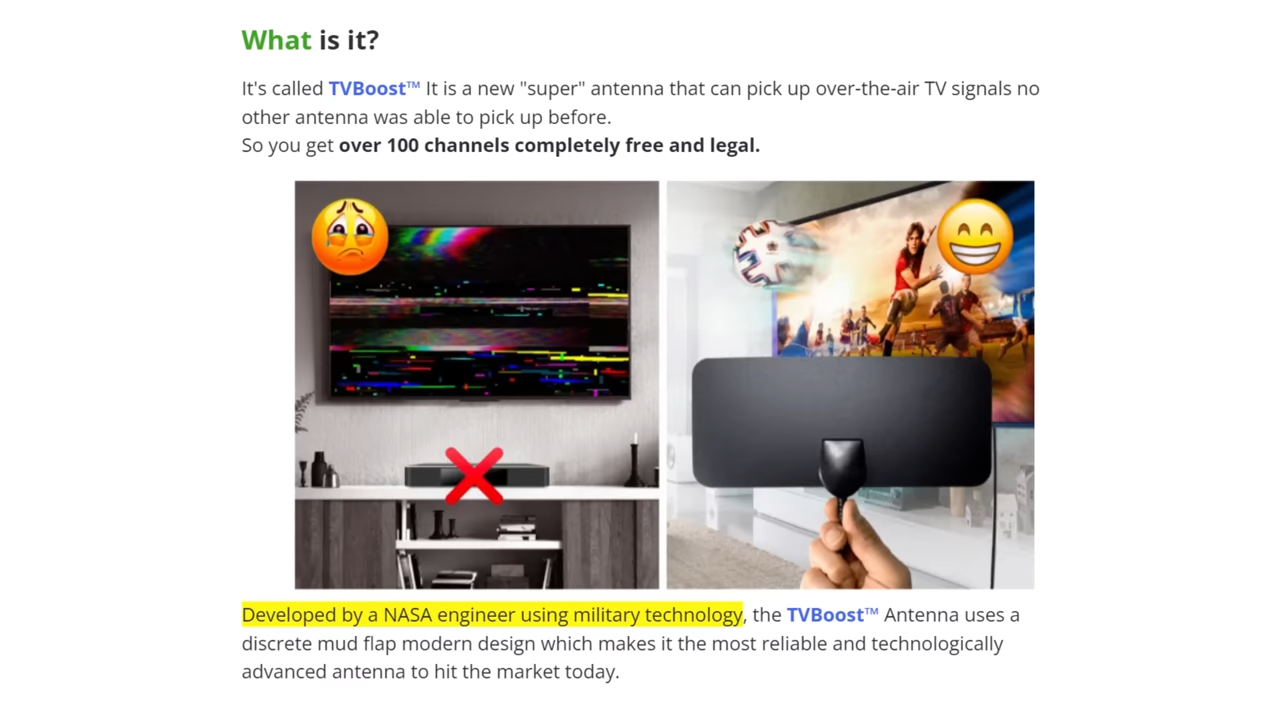 What is it?
It's called TVBoost™ It is a new "super" antenna that can pick up over-the-air TV signals no
other antenna was able to pick up before.
So you get over 100 channels completely free and legal.
Developed by a NASA engineer using military technology, the TVBoost™ Antenna uses a
discrete mud flap modern design which makes it the most reliable and technologically
advanced antenna to hit the market today.